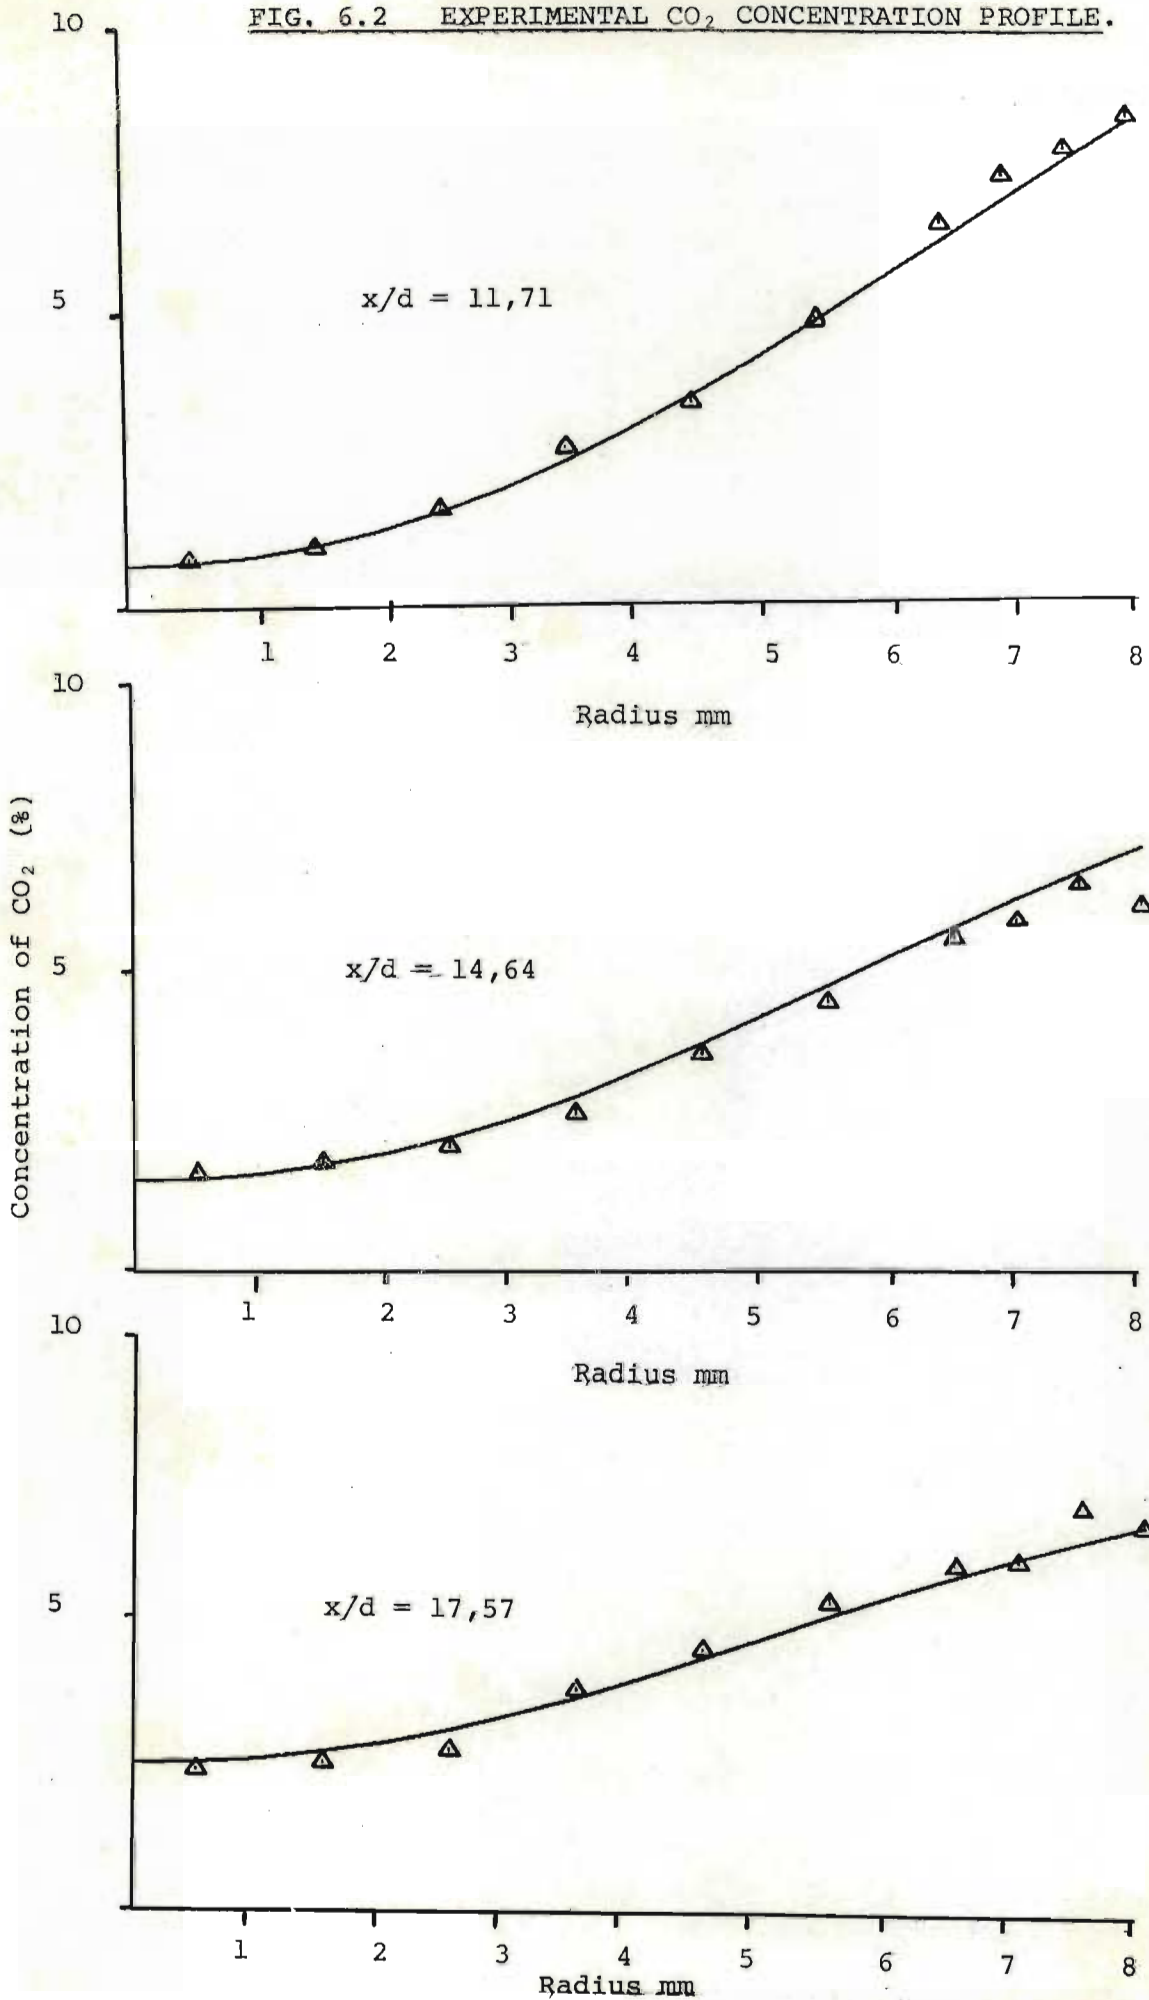 FIG. 6.2 EXPERIMENTAL CO₂ CONCENTRATION PROFILE.
10
5
x/d = 11,71
1 2 3 4 5 6 7 8
Radius mm
Concentration of CO₂ (%)
10
5
x/d = 14,64
1 2 3 4 5 6 7 8
Radius mm
10
5
x/d = 17,57
1 2 3 4 5 6 7 8
Radius mm